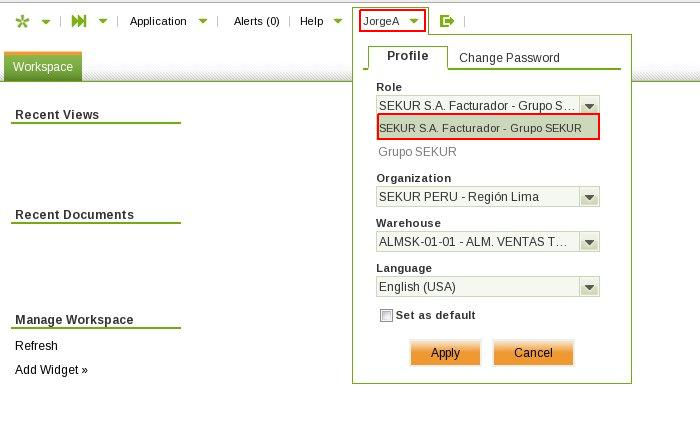 Application
Alerts (0)
Help
JorgeA
Workspace
Profile
Change Password
Recent Views
Recent Documents
Manage Workspace
Refresh
Add Widget »
Role
SEKUR S.A. Facturador - Grupo S...
SEKUR S.A. Facturador - Grupo SEKUR
Grupo SEKUR
Organization
SEKUR PERU - Región Lima
Warehouse
ALMSK-01-01 - ALM. VENTAS T...
Language
English (USA)
Set as default
Apply
Cancel